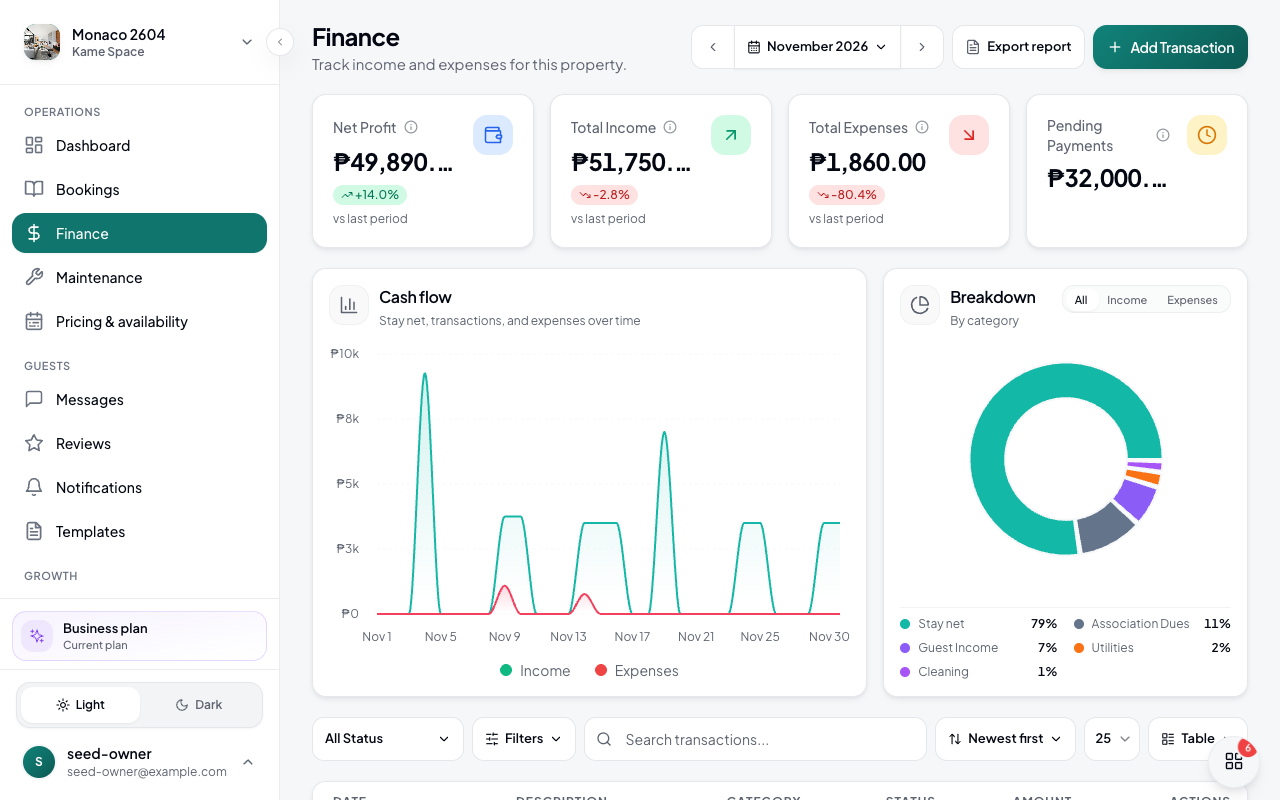 Monaco 2604
Kame Space
OPERATIONS
Dashboard
Bookings
Finance
Maintenance
Pricing & availability
GUESTS
Messages
Reviews
Notifications
Templates
GROWTH
Business plan
Current plan
Light
Dark
S
seed-owner
seed-owner@example.com
Finance
Track income and expenses for this property.
November 2026
Export report
Add Transaction
Net Profit
₱49,890....
+14.0%
vs last period
Total Income
₱51,750....
-2.8%
vs last period
Total Expenses
₱1,860.00
-80.4%
vs last period
Pending
Payments
₱32,000....
Cash flow
Stay net, transactions, and expenses over time
₱10k
₱8k
₱5k
₱3k
₱0
Nov 1
Nov 5
Nov 9
Nov 13
Nov 17
Nov 21
Nov 25
Nov 30
Income
Expenses
Breakdown
By category
All
Income
Expenses
Stay net 79%
Association Dues 11%
Guest Income 7%
Utilities 2%
Cleaning 1%
All Status
Filters
Search transactions...
Newest first
25
Table
6
DATE
DESCRIPTION
CATEGORY
STATUS
AMOUNT
ACTIONS